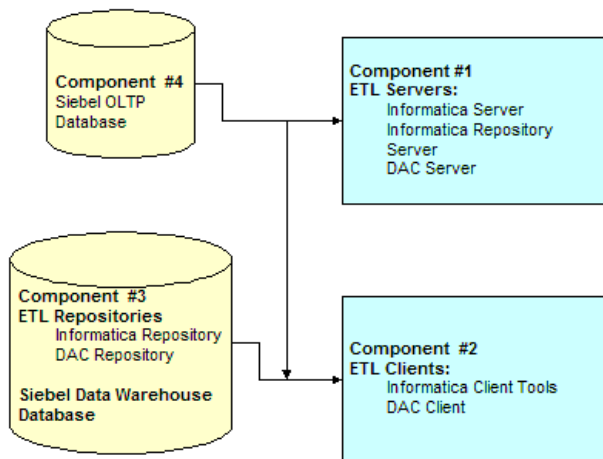 Component #4
Siebel OLTP
Database
Component #1
ETL Servers:
Informatica Server
Informatica Repository
Server
DAC Server
Component #3
ETL Repositories
Informatica Repository
DAC Repository
Siebel Data Warehouse
Database
Component #2
ETL Clients:
Informatica Client Tools
DAC Client